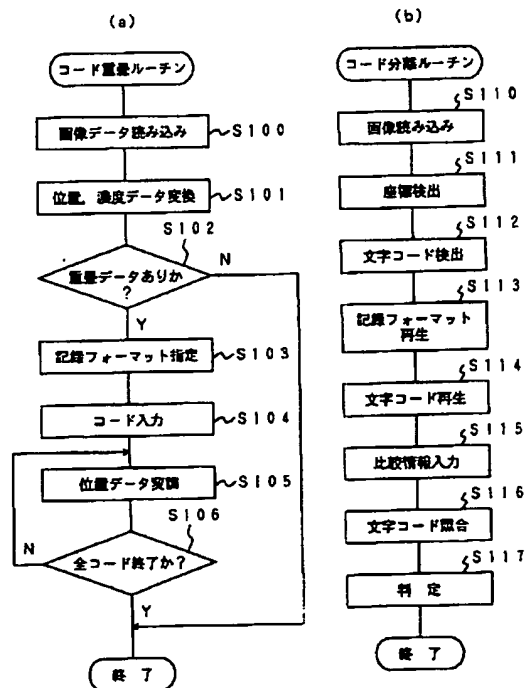 (a)
コード重畳ルーチン
画像データ読み込み
S100
位置，濃度データ変換
S101
S102
重畳データありか
?
N
Y
記録フォーマット指定
S103
コード入力
S104
位置データ変調
S105
S106
N
全コード終了か?
Y
終 了
(b)
コード分離ルーチン
S110
画像読み込み
S111
座標検出
S112
文字コード検出
S113
記録フォーマット
再生
S114
文字コード再生
S115
比較情報入力
S116
文字コード照合
S117
判 定
終 了